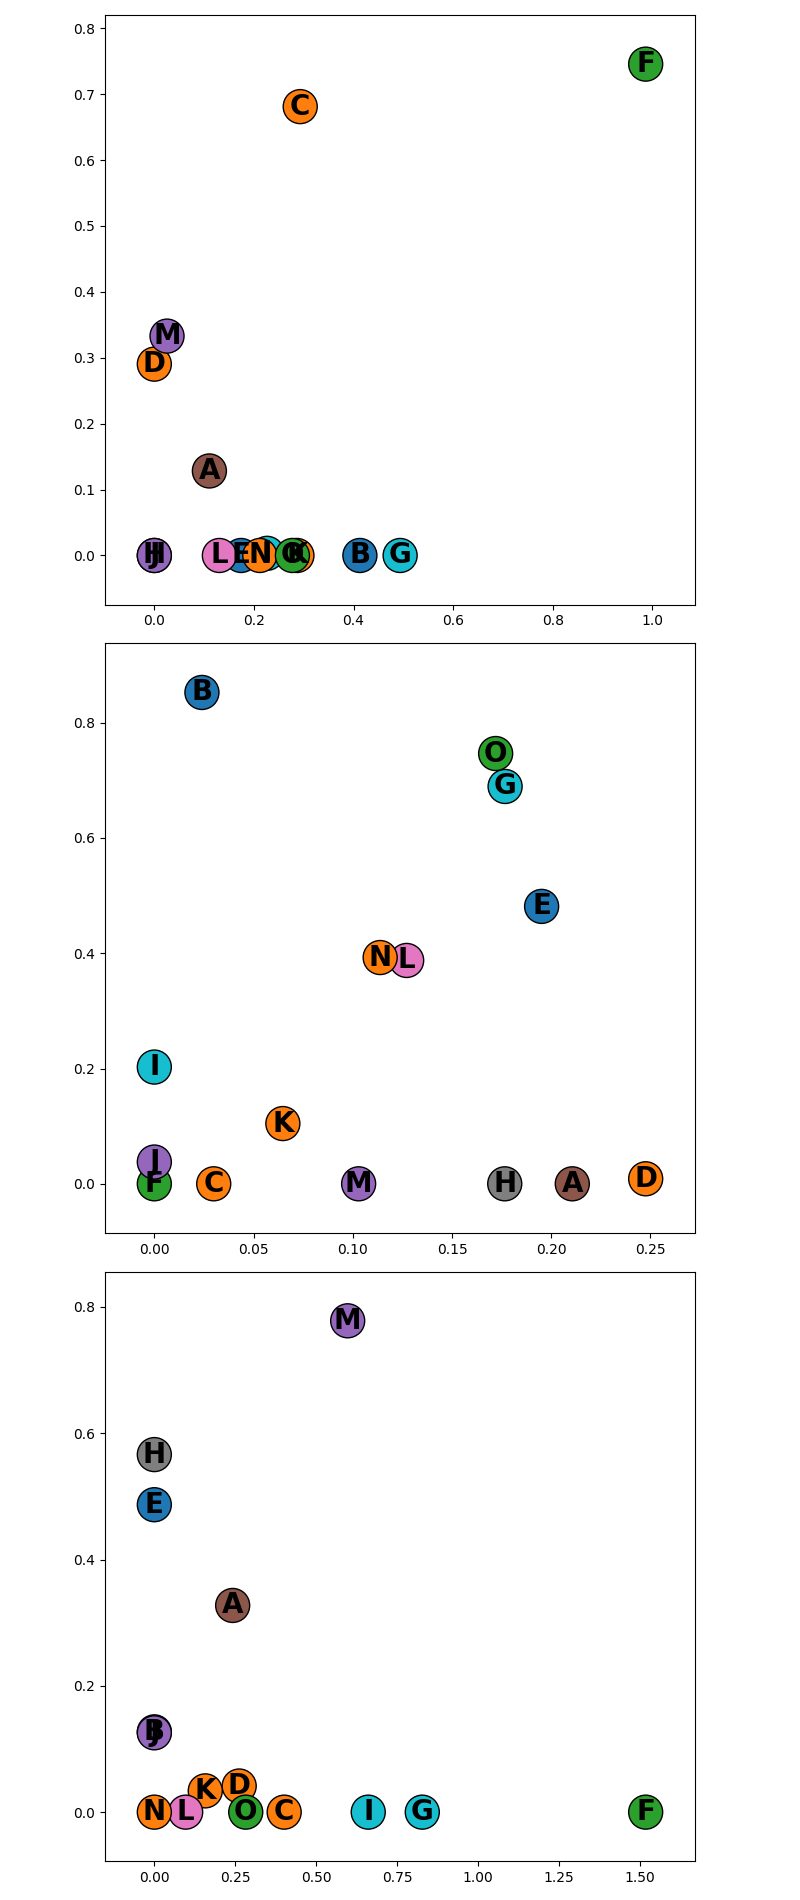 0.8
F
C
0.7
0.6
0.5
0.4
M
0.3
D
0.2
A
0.1
0.0 H J L E N O K B G
0.0 0.2 0.4 0.6 0.8 1.0
B
0.8
O
G
0.6
E
0.4
N L
0.2
I
K
J
0.0 F C M H A D
0.00 0.05 0.10 0.15 0.20 0.25
0.8
M
0.6
H
E
0.4
A
0.2
B J
K D
0.0 N L O C I G F
0.00 0.25 0.50 0.75 1.00 1.25 1.50